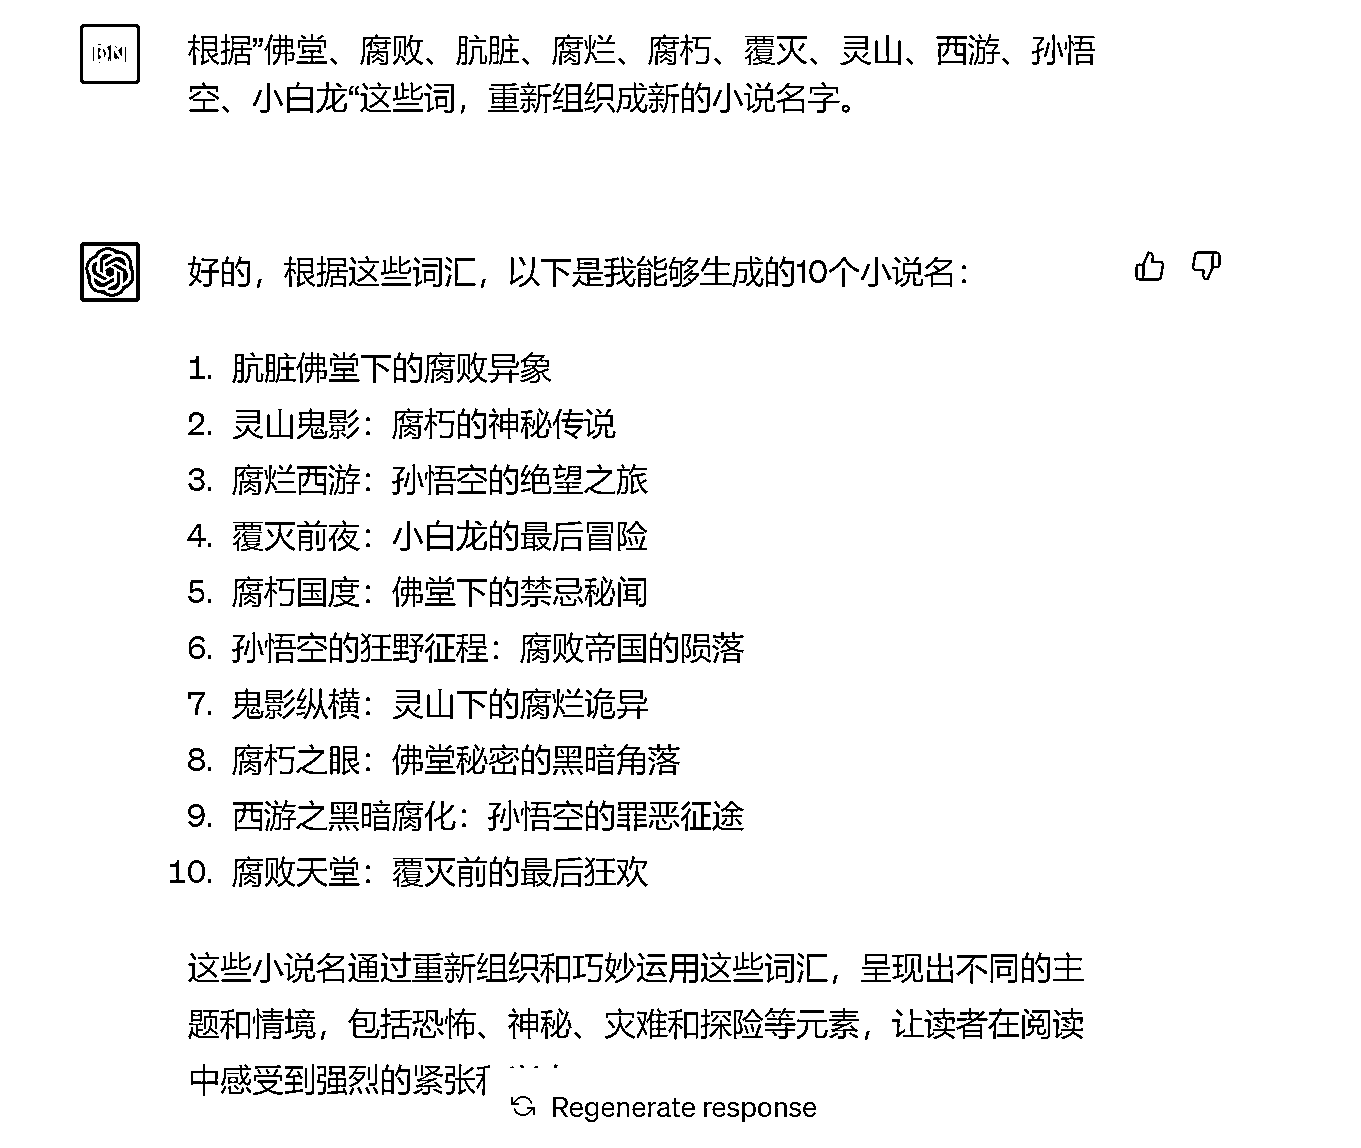 根据”佛堂、腐败、肮脏、腐烂、腐朽、覆灭、灵山、西游、孙悟
空、小白龙“这些词，重新组织成新的小说名字。
好的，根据这些词汇，以下是我能够生成的10个小说名：
1. 肮脏佛堂下的腐败异象
2. 灵山鬼影：腐朽的神秘传说
3. 腐烂西游：孙悟空的绝望之旅
4. 覆灭前夜：小白龙的最后冒险
5. 腐朽国度：佛堂下的禁忌秘闻
6. 孙悟空的狂野征程：腐败帝国的陨落
7. 鬼影纵横：灵山下的腐烂诡异
8. 腐朽之眼：佛堂秘密的黑暗角落
9. 西游之黑暗腐化：孙悟空的罪恶征途
10. 腐败天堂：覆灭前的最后狂欢
这些小说名通过重新组织和巧妙运用这些词汇，呈现出不同的主
题和情境，包括恐怖、神秘、灾难和探险等元素，让读者在阅读
中感受到强烈的紧张
Regenerate response